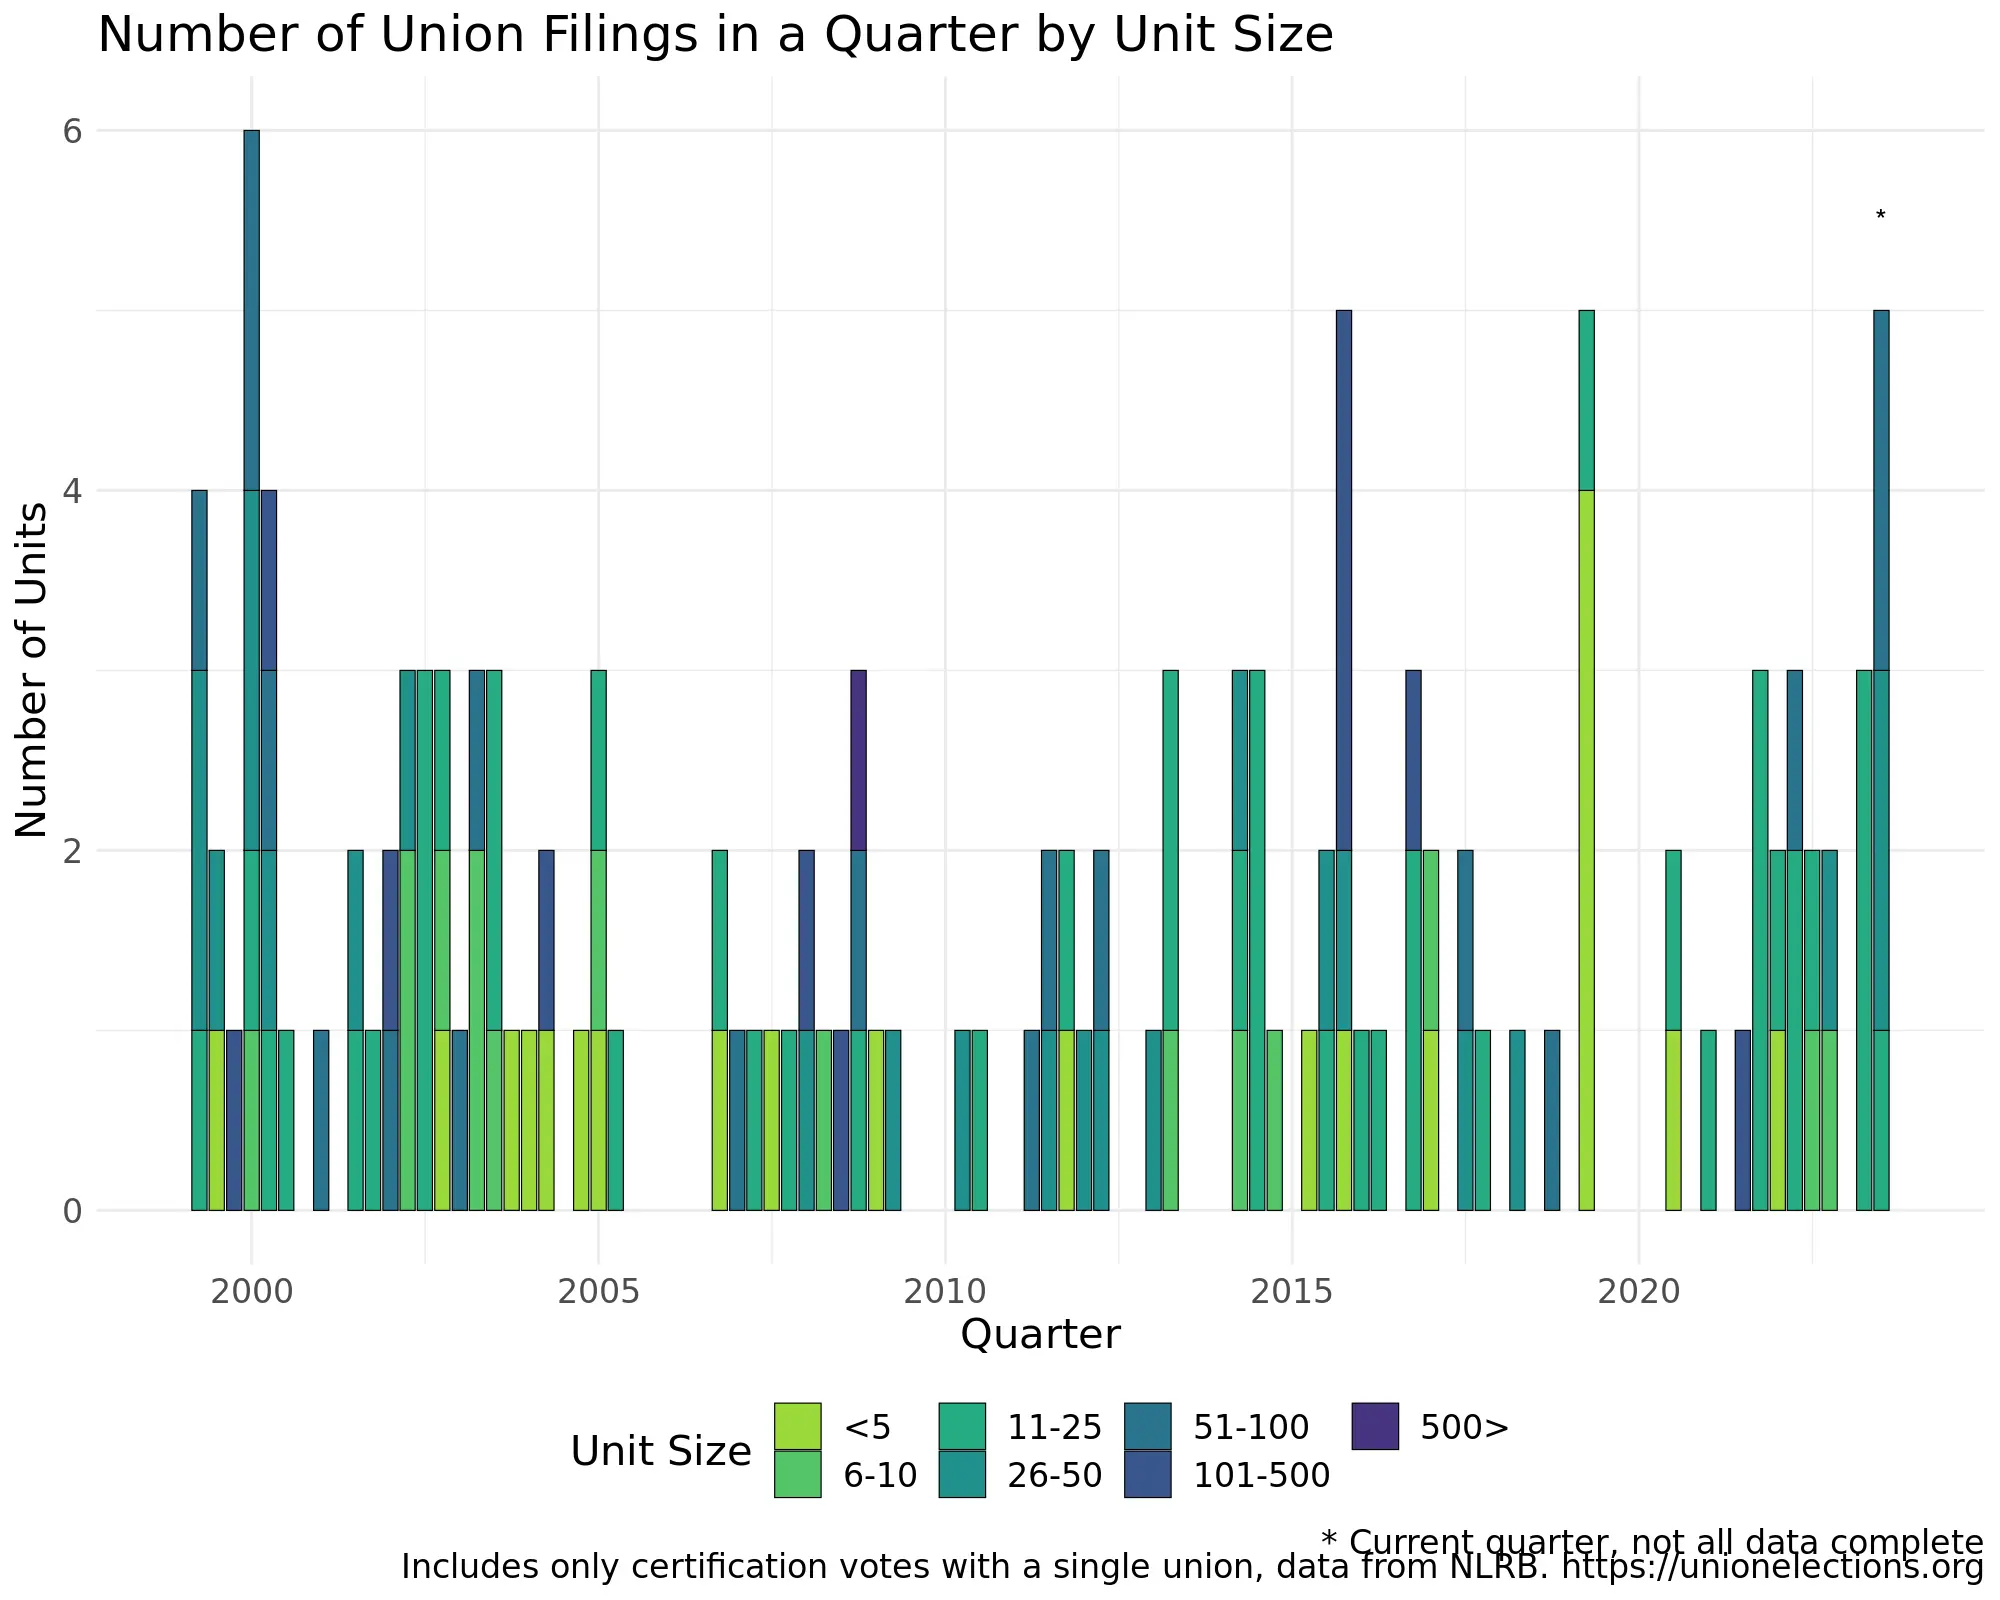 Number of Union Filings in a Quarter by Unit Size
6
*
4
Number of Units
2
0
2000 2005 2010 2015 2020
Quarter
Unit Size
<5 11-25 51-100 500>
6-10 26-50 101-500
* Current quarter, not all data complete
Includes only certification votes with a single union, data from NLRB. https://unionelections.org